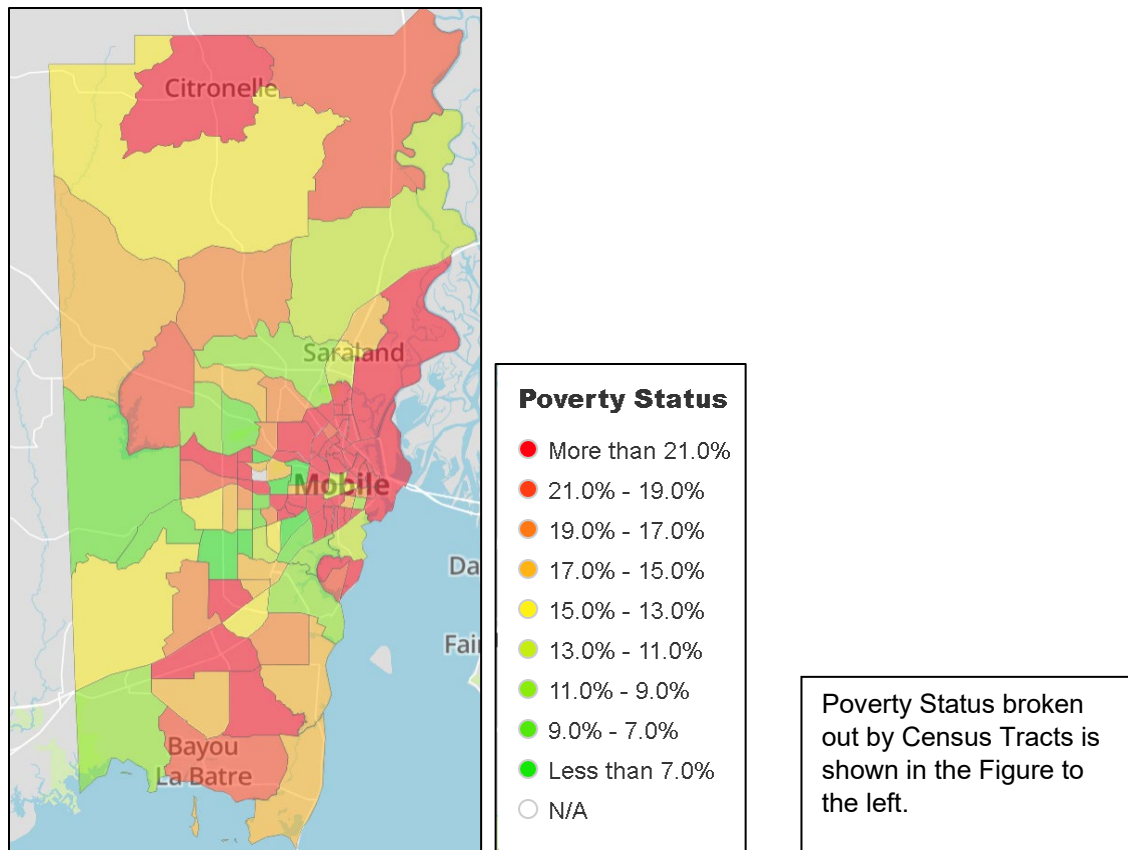 Citronelle
Saraland
Mobile
Da
Fair
Bayou
La Batre
Poverty Status
More than 21.0%
21.0% - 19.0%
19.0% - 17.0%
17.0% - 15.0%
15.0% - 13.0%
13.0% - 11.0%
11.0% - 9.0%
9.0% - 7.0%
Less than 7.0%
N/A
Poverty Status broken
out by Census Tracts is
shown in the Figure to
the left.